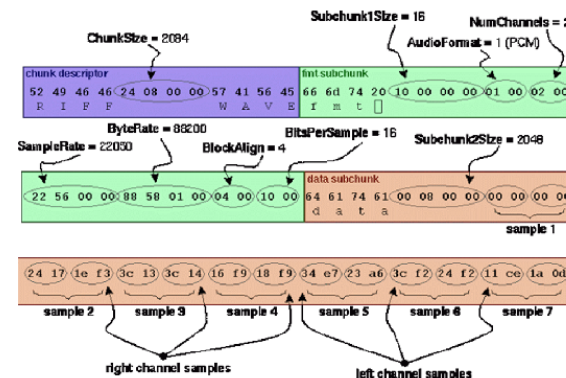 Subchunk1Size = 16
NumChannels = 2
ChunkSize = 2084
AudioFormat = 1 (PCM)
chunk descriptor
fmt subchunk
52 49 46 46 24 08 00 00 57 41 56 45 66 6d 74 20 10 00 00 00 01 00 02 00
R I F F W A V E f m t
ByteRate = 88200
BitsPerSample = 16
SampleRate = 22050
BlockAlign = 4
Subchunk2Size = 2048
data subchunk
22 56 00 00 88 58 01 00 04 00 10 00 64 61 74 61 00 08 00 00 00 00 00 00
d a t a
sample 1
24 17 1e f3 3c 13 3c 14 16 f9 18 f9 34 e7 23 a6 3c f2 24 f2 11 ce 1a 0d
sample 2 sample 3 sample 4 sample 5 sample 6 sample 7
right channel samples
left channel samples